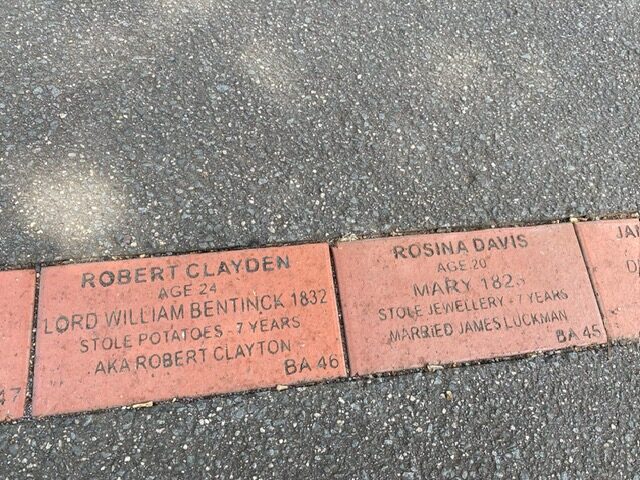 ROBERT CLAYDEN
AGE 24
LORD WILLIAM BENTINCK 1832
STOLE POTATOES - 7 YEARS
AKA ROBERT CLAYTON
BA 46
ROSINA DAVIS
AGE 20
MARY
STOLE JEWELLERY - 7 YEARS
MARRIED JAMES LUCKMAN
BA 45